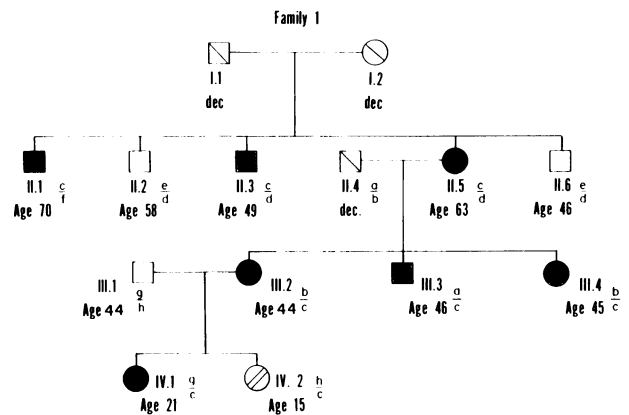 Family 1
I.1
I.2
dec
dec
II.1 c/f
II.2 e/d
II.3 c/d
II.4 a/b
II.5 c/d
II.6 e/d
Age 70
Age 58
Age 49
dec.
Age 63
Age 46
III.1 g/h
III.2 b/c
III.3 a/c
III.4 b/c
Age 44
Age 44
Age 46
Age 45
IV.1 g/c
IV. 2 h/c
Age 21
Age 15